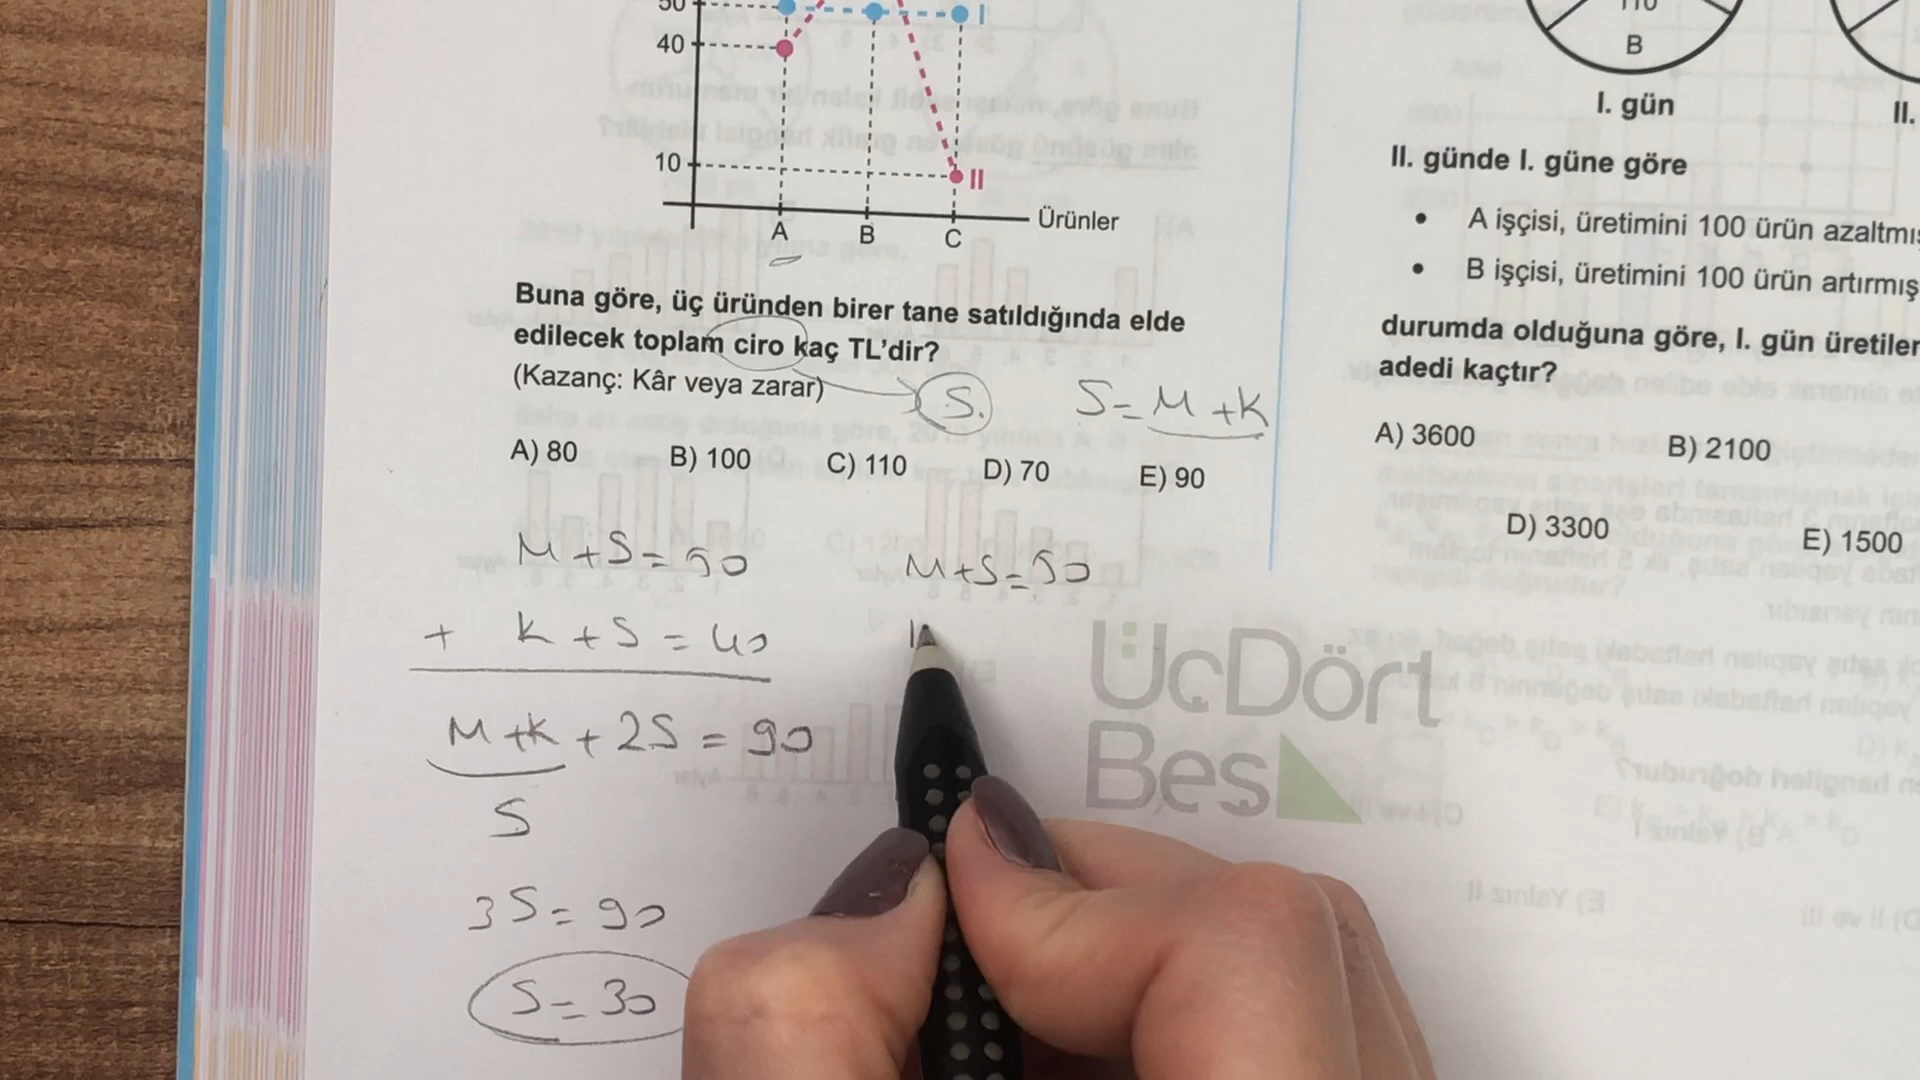 50
I
40
10
II
Ürünler
A
B
C
Buna göre, üç üründen birer tane satıldığında elde
edilecek toplam ciro kaç TL'dir?
(Kazanç: Kâr veya zarar)
S.
S = M + K
A) 80
B) 100
C) 110
D) 70
E) 90
M + S = 50
+ K + S = 40
M + K + 2S = 90
S
3S = 90
S = 30
M + S = 50
110
B
I. gün
II.
II. günde I. güne göre
• A işçisi, üretimini 100 ürün azaltmış
• B işçisi, üretimini 100 ürün artırmış
durumda olduğuna göre, I. gün üretilen
adedi kaçtır?
A) 3600
B) 2100
D) 3300
E) 1500
ÜçDört
Beş